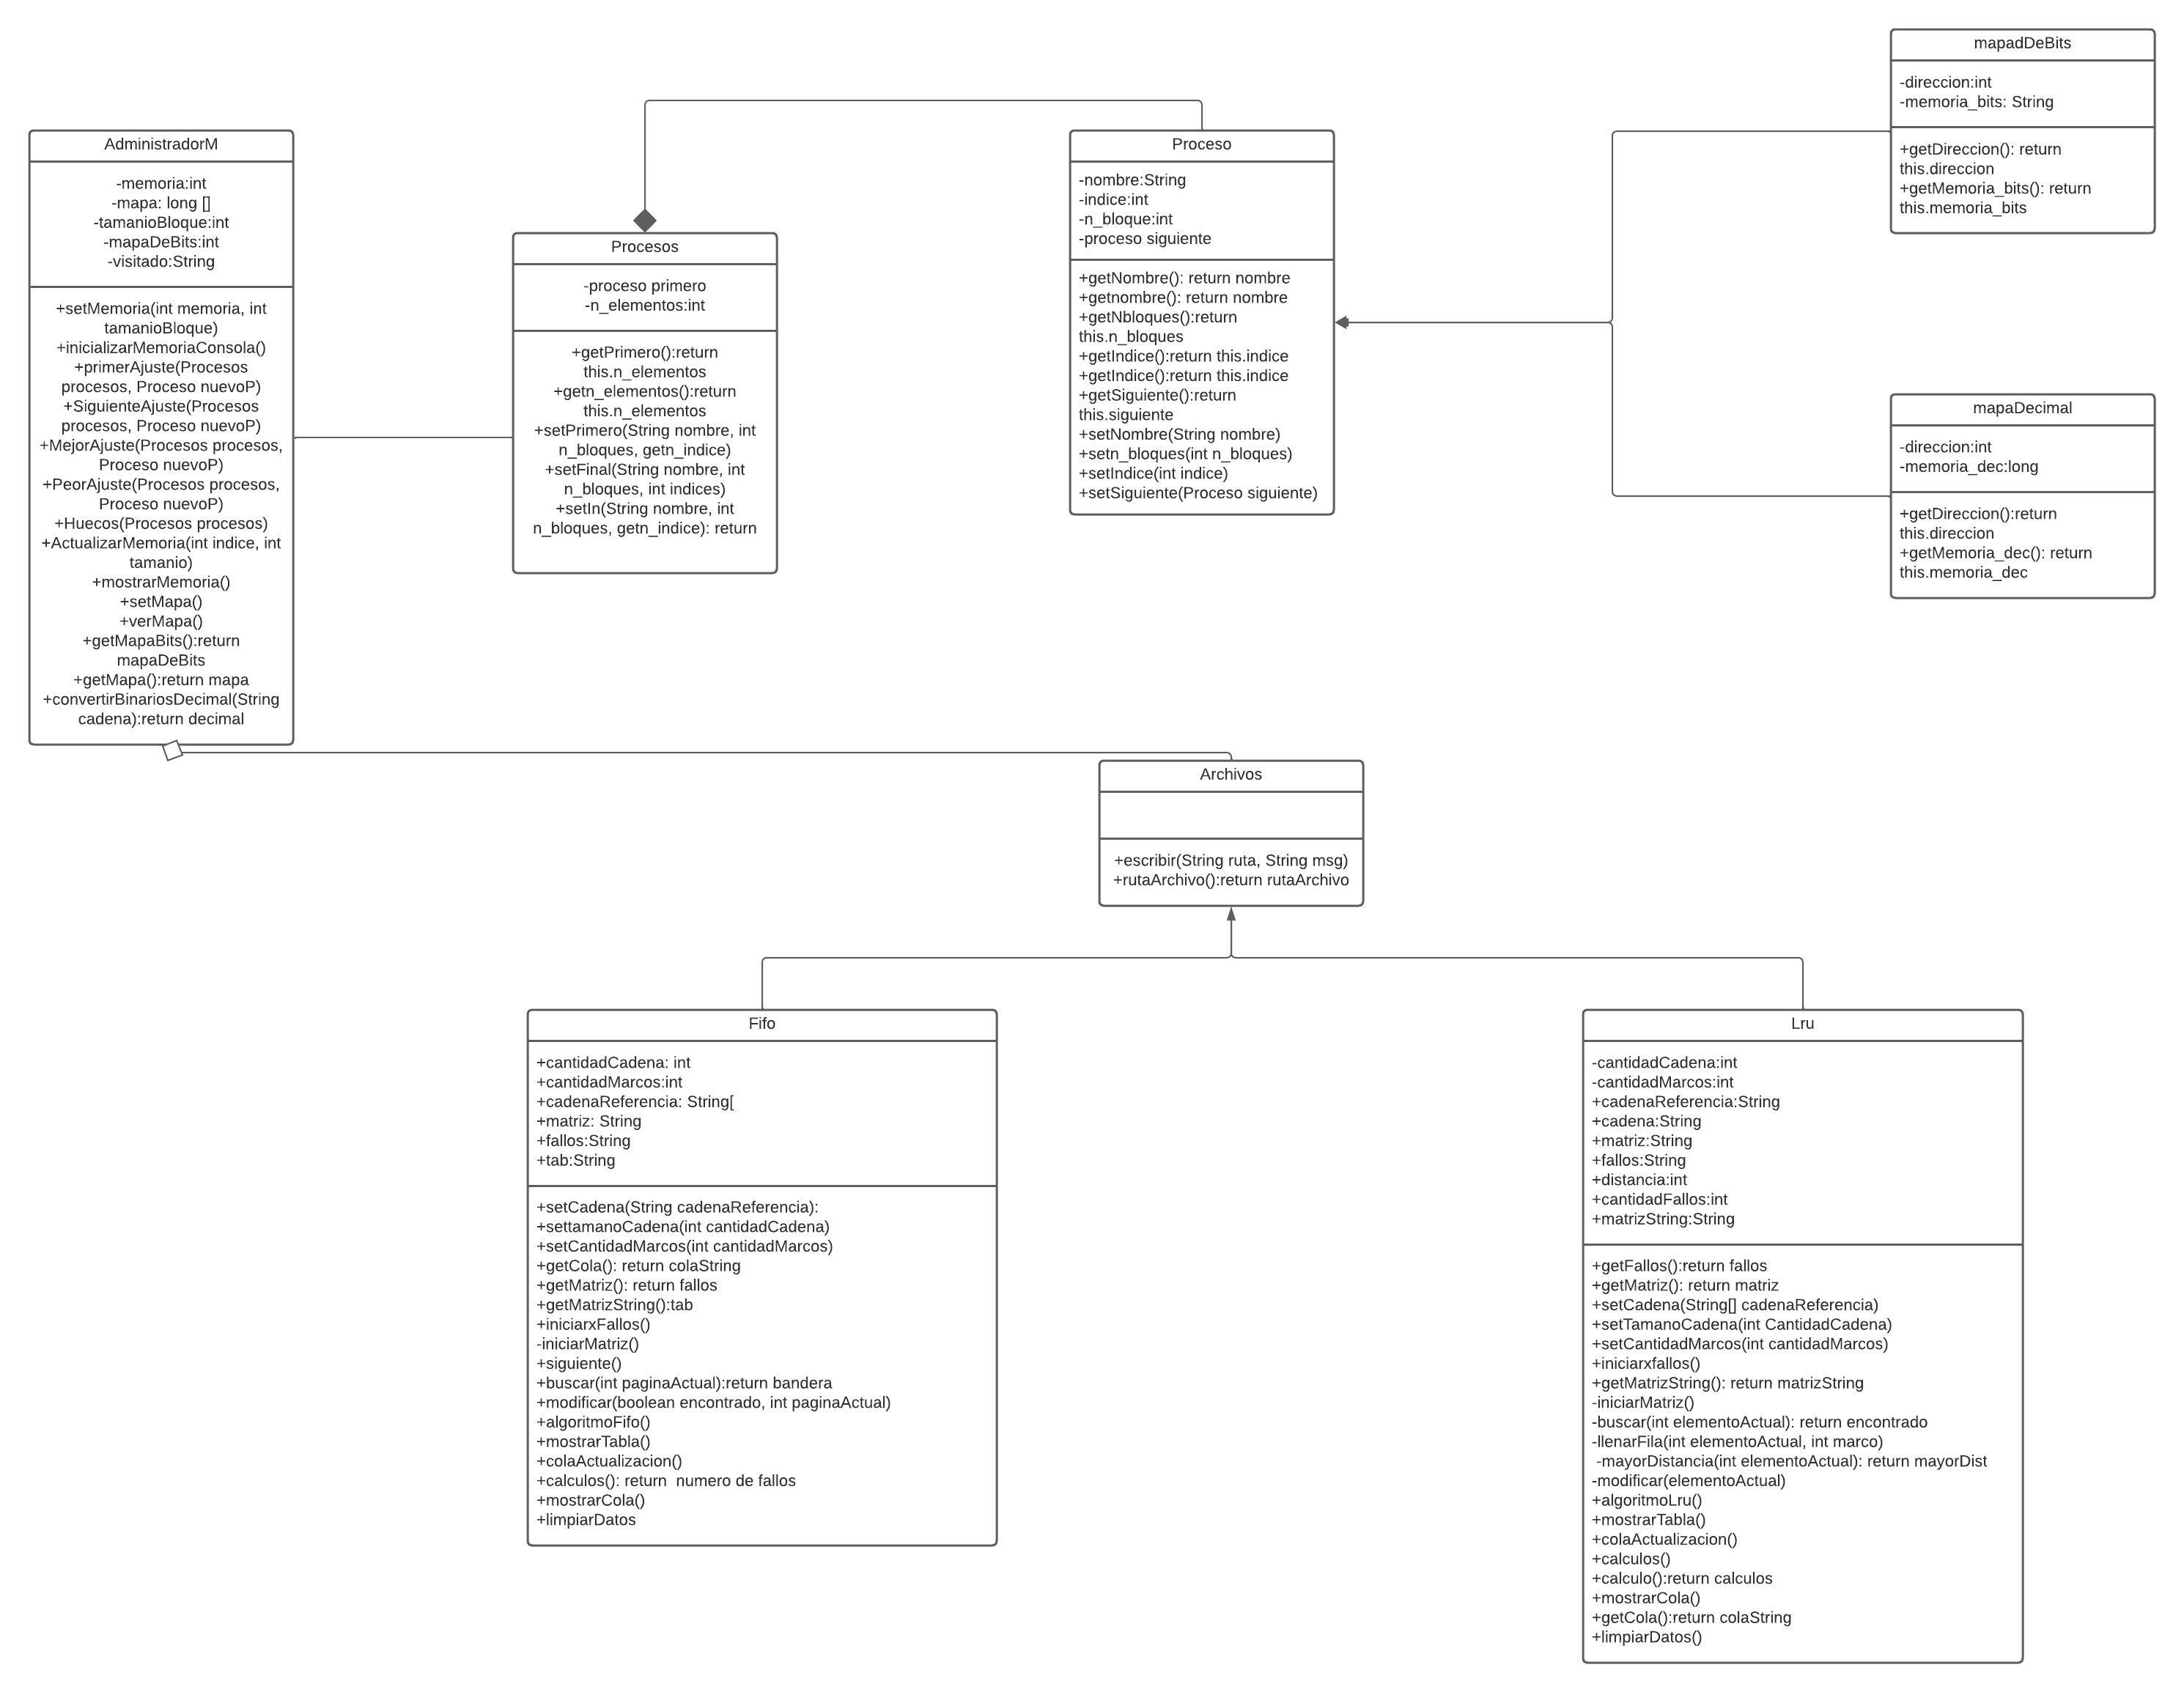 mapadDeBits
-direccion:int
-memoria_bits: String
+getDireccion(): return
this.direccion
+getMemoria_bits(): return
this.memoria_bits
AdministradorM
-memoria:int
-mapa: long []
-tamanioBloque:int
-mapaDeBits:int
-visitado:String
+setMemoria(int memoria, int
tamanioBloque)
+inicializarMemoriaConsola()
+primerAjuste(Procesos
procesos, Proceso nuevoP)
+SiguienteAjuste(Procesos
procesos, Proceso nuevoP)
+MejorAjuste(Procesos procesos,
Proceso nuevoP)
+PeorAjuste(Procesos procesos,
Proceso nuevoP)
+Huecos(Procesos procesos)
+ActualizarMemoria(int indice, int
tamanio)
+mostrarMemoria()
+setMapa()
+verMapa()
+getMapaBits():return
mapaDeBits
+getMapa():return mapa
+convertirBinariosDecimal(String
cadena):return decimal
Procesos
-proceso primero
-n_elementos:int
+getPrimero():return
this.n_elementos
+getn_elementos():return
this.n_elementos
+setPrimero(String nombre, int
n_bloques, getn_indice)
+setFinal(String nombre, int
n_bloques, int indices)
+setIn(String nombre, int
n_bloques, getn_indice): return
Proceso
-nombre:String
-indice:int
-n_bloque:int
-proceso siguiente
+getNombre(): return nombre
+getnombre(): return nombre
+getNbloques():return
this.n_bloques
+getIndice():return this.indice
+getIndice():return this.indice
+getSiguiente():return
this.siguiente
+setNombre(String nombre)
+setn_bloques(int n_bloques)
+setIndice(int indice)
+setSiguiente(Proceso siguiente)
mapaDecimal
-direccion:int
-memoria_dec:long
+getDireccion():return
this.direccion
+getMemoria_dec(): return
this.memoria_dec
Archivos
+escribir(String ruta, String msg)
+rutaArchivo():return rutaArchivo
Fifo
+cantidadCadena: int
+cantidadMarcos:int
+cadenaReferencia: String[
+matriz: String
+fallos:String
+tab:String
+setCadena(String cadenaReferencia):
+settamanoCadena(int cantidadCadena)
+setCantidadMarcos(int cantidadMarcos)
+getCola(): return colaString
+getMatriz(): return fallos
+getMatrizString():tab
+iniciarxFallos()
-iniciarMatriz()
+siguiente()
+buscar(int paginaActual):return bandera
+modificar(boolean encontrado, int paginaActual)
+algoritmoFifo()
+mostrarTabla()
+colaActualizacion()
+calculos(): return  numero de fallos
+mostrarCola()
+limpiarDatos
Lru
-cantidadCadena:int
-cantidadMarcos:int
+cadenaReferencia:String
+cadena:String
+matriz:String
+fallos:String
+distancia:int
+cantidadFallos:int
+matrizString:String
+getFallos():return fallos
+getMatriz(): return matriz
+setCadena(String[] cadenaReferencia)
+setTamanoCadena(int CantidadCadena)
+setCantidadMarcos(int cantidadMarcos)
+iniciarxfallos()
+getMatrizString(): return matrizString
-iniciarMatriz()
-buscar(int elementoActual): return encontrado
-llenarFila(int elementoActual, int marco)
-mayorDistancia(int elementoActual): return mayorDist
-modificar(elementoActual)
+algoritmoLru()
+mostrarTabla()
+colaActualizacion()
+calculos()
+calculo():return calculos
+mostrarCola()
+getCola():return colaString
+limpiarDatos()